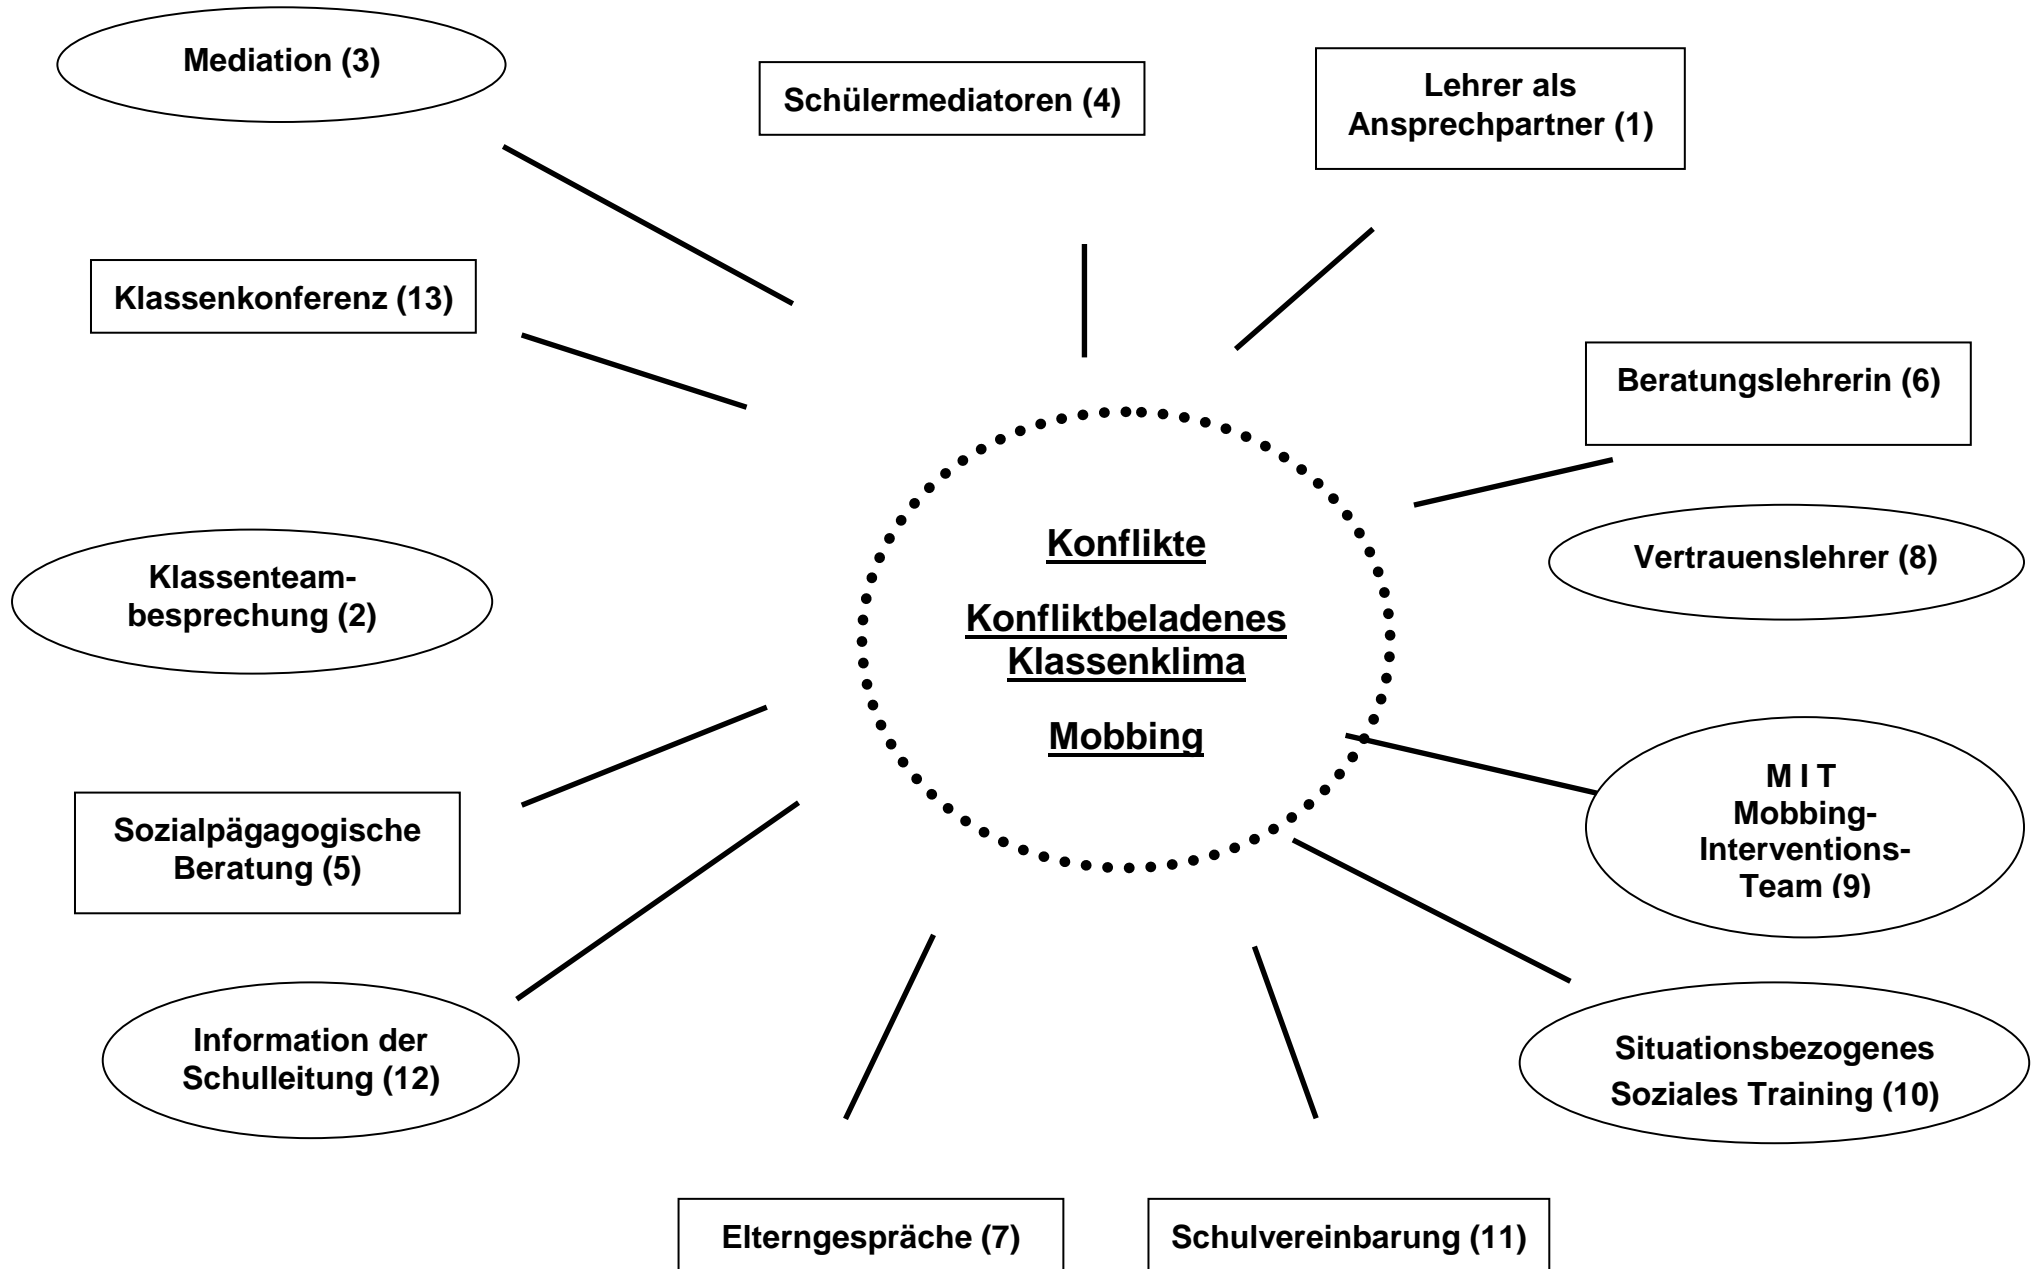 Mediation (3)
Schülermediatoren (4)
Lehrer als
Ansprechpartner (1)
Klassenkonferenz (13)
Beratungslehrerin (6)
Konflikte
Konfliktbeladenes
Klassenklima
Mobbing
Vertrauenslehrer (8)
Klassenteam-
besprechung (2)
M I T
Mobbing-
Interventions-
Team (9)
Sozialpägagogische
Beratung (5)
Information der
Schulleitung (12)
Situationsbezogenes
Soziales Training (10)
Elterngespräche (7)
Schulvereinbarung (11)